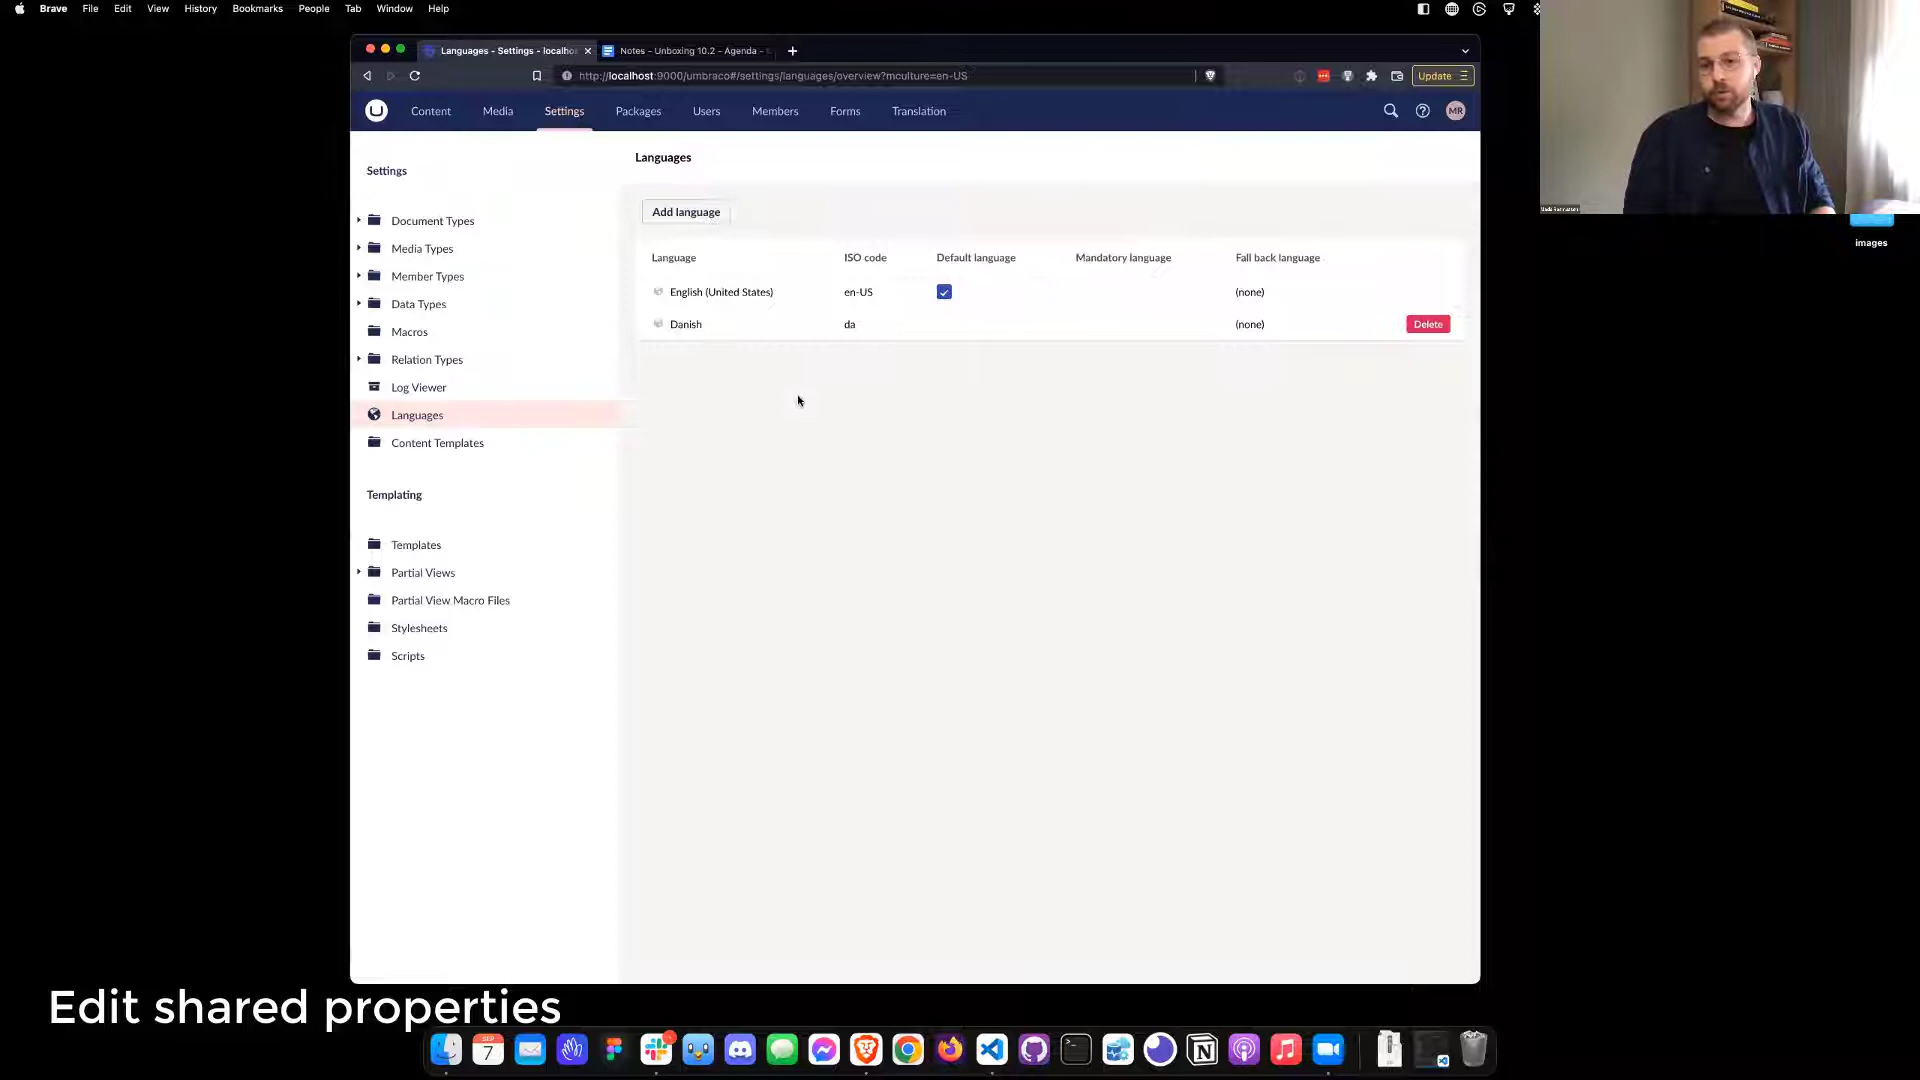 Brave File Edit View History Bookmarks People Tab Window Help
Languages - Settings - localho
Notes - Unboxing 10.2 - Agenda -
http://localhost:9000/umbraco#/settings/languages/overview?mculture=en-US
Update
Content Media Settings Packages Users Members Forms Translation
MR
Settings
Document Types
Media Types
Member Types
Data Types
Macros
Relation Types
Log Viewer
Languages
Content Templates
Templating
Templates
Partial Views
Partial View Macro Files
Stylesheets
Scripts
Languages
Add language
Language ISO code Default language Mandatory language Fall back language
English (United States) en-US (none)
Danish da (none) Delete
images
Edit shared properties
SEP
7